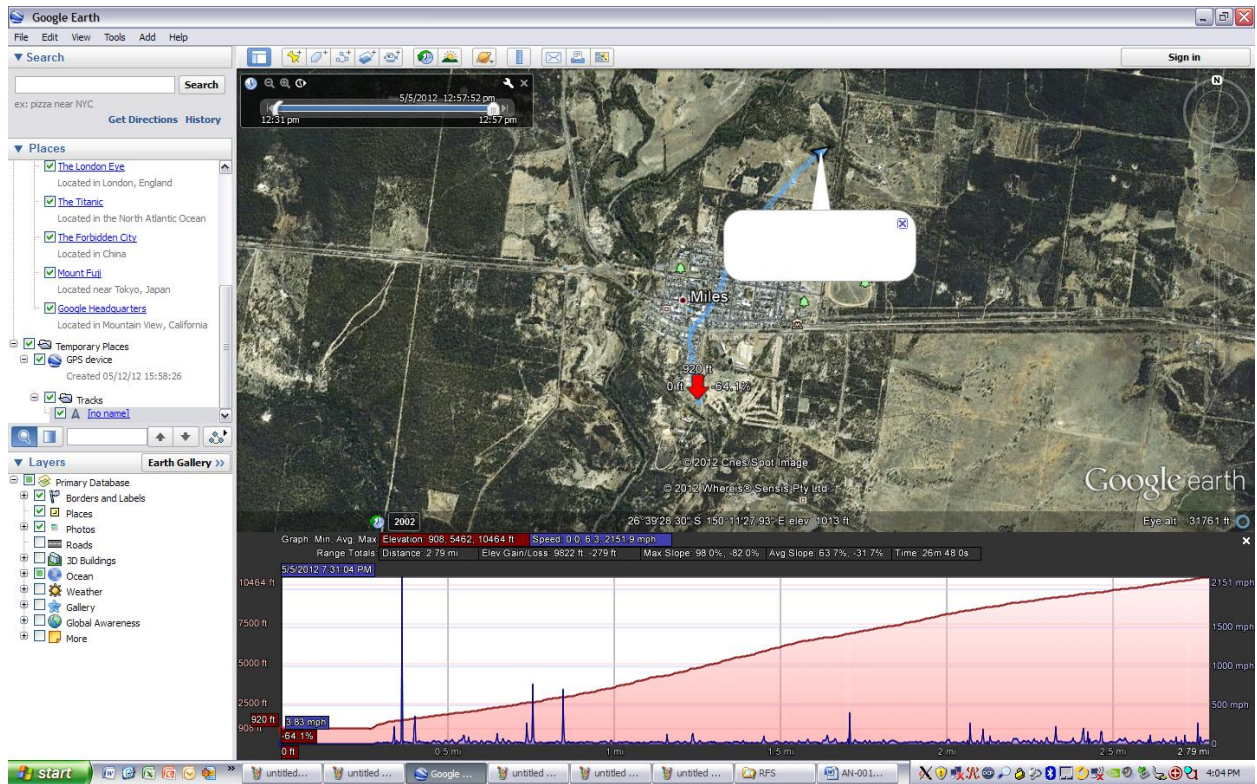 Google Earth
File Edit View Tools Add Help
Search
Search
ex: pizza near NYC
Get Directions History
Places
The London Eye
Located in London, England
The Titanic
Located in the North Atlantic Ocean
The Forbidden City
Located in China
Mount Fuji
Located near Tokyo, Japan
Google Headquarters
Located in Mountain View, California
Temporary Places
GPS device
Created 05/12/12 15:58:26
Tracks
[no name]
Layers
Earth Gallery >>
Primary Database
Borders and Labels
Places
Photos
Roads
3D Buildings
Ocean
Weather
Gallery
Global Awareness
More
Sign in
5/5/2012 12:57:52 pm
12:31 pm 12:57 pm
N
Miles
920 ft
0 ft -64.1%
© 2012 Cnes/Spot Image
© 2012 Whereis® Sensis Pty Ltd
Google earth
2002
26°39'28.30" S 150°11'27.93" E elev 1013 ft
Eye alt 31761 ft
Graph: Min, Avg, Max Elevation: 908, 5462, 10464 ft Speed: 0.0, 6.3, 2151.9 mph
Range Totals: Distance: 2.79 mi Elev Gain/Loss: 9822 ft, -279 ft Max Slope: 98.0%, -82.0% Avg Slope: 63.7%, -31.7% Time: 26m 48.0s
5/5/2012 7:31:04 PM
10464 ft
7500 ft
5000 ft
2500 ft
920 ft
908 ft
3.83 mph
-64.1%
2151 mph
1500 mph
1000 mph
500 mph
0
0 ft 0.5 mi 1 mi 1.5 mi 2 mi 2.5 mi 2.79 mi
start » untitled... untitled ... Google ... untitled ... untitled ... untitled ... RFS AN-001... 4:04 PM